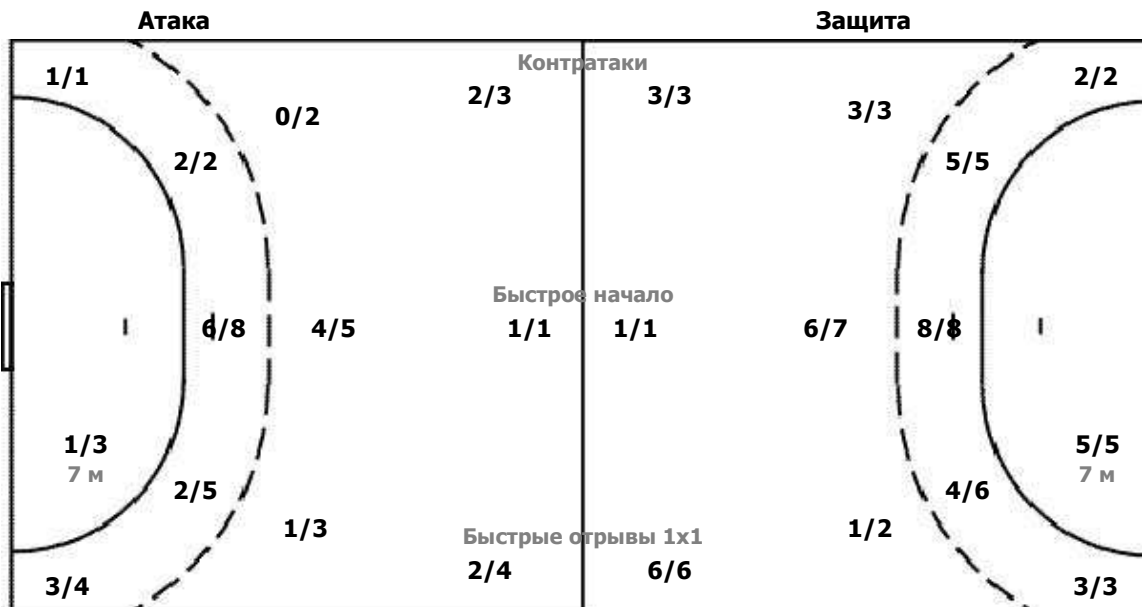 Атака Защита
1/1 Контратаки 2/2
2/3 3/3 3/3
0/2
2/2 5/5
Быстрое начало
6/8 4/5 1/1 1/1 6/7 8/8
1/3 5/5
7 м 7 м
2/5 4/6
1/3 Быстрые отрывы 1x1 1/2
2/4 6/6
3/4 3/3